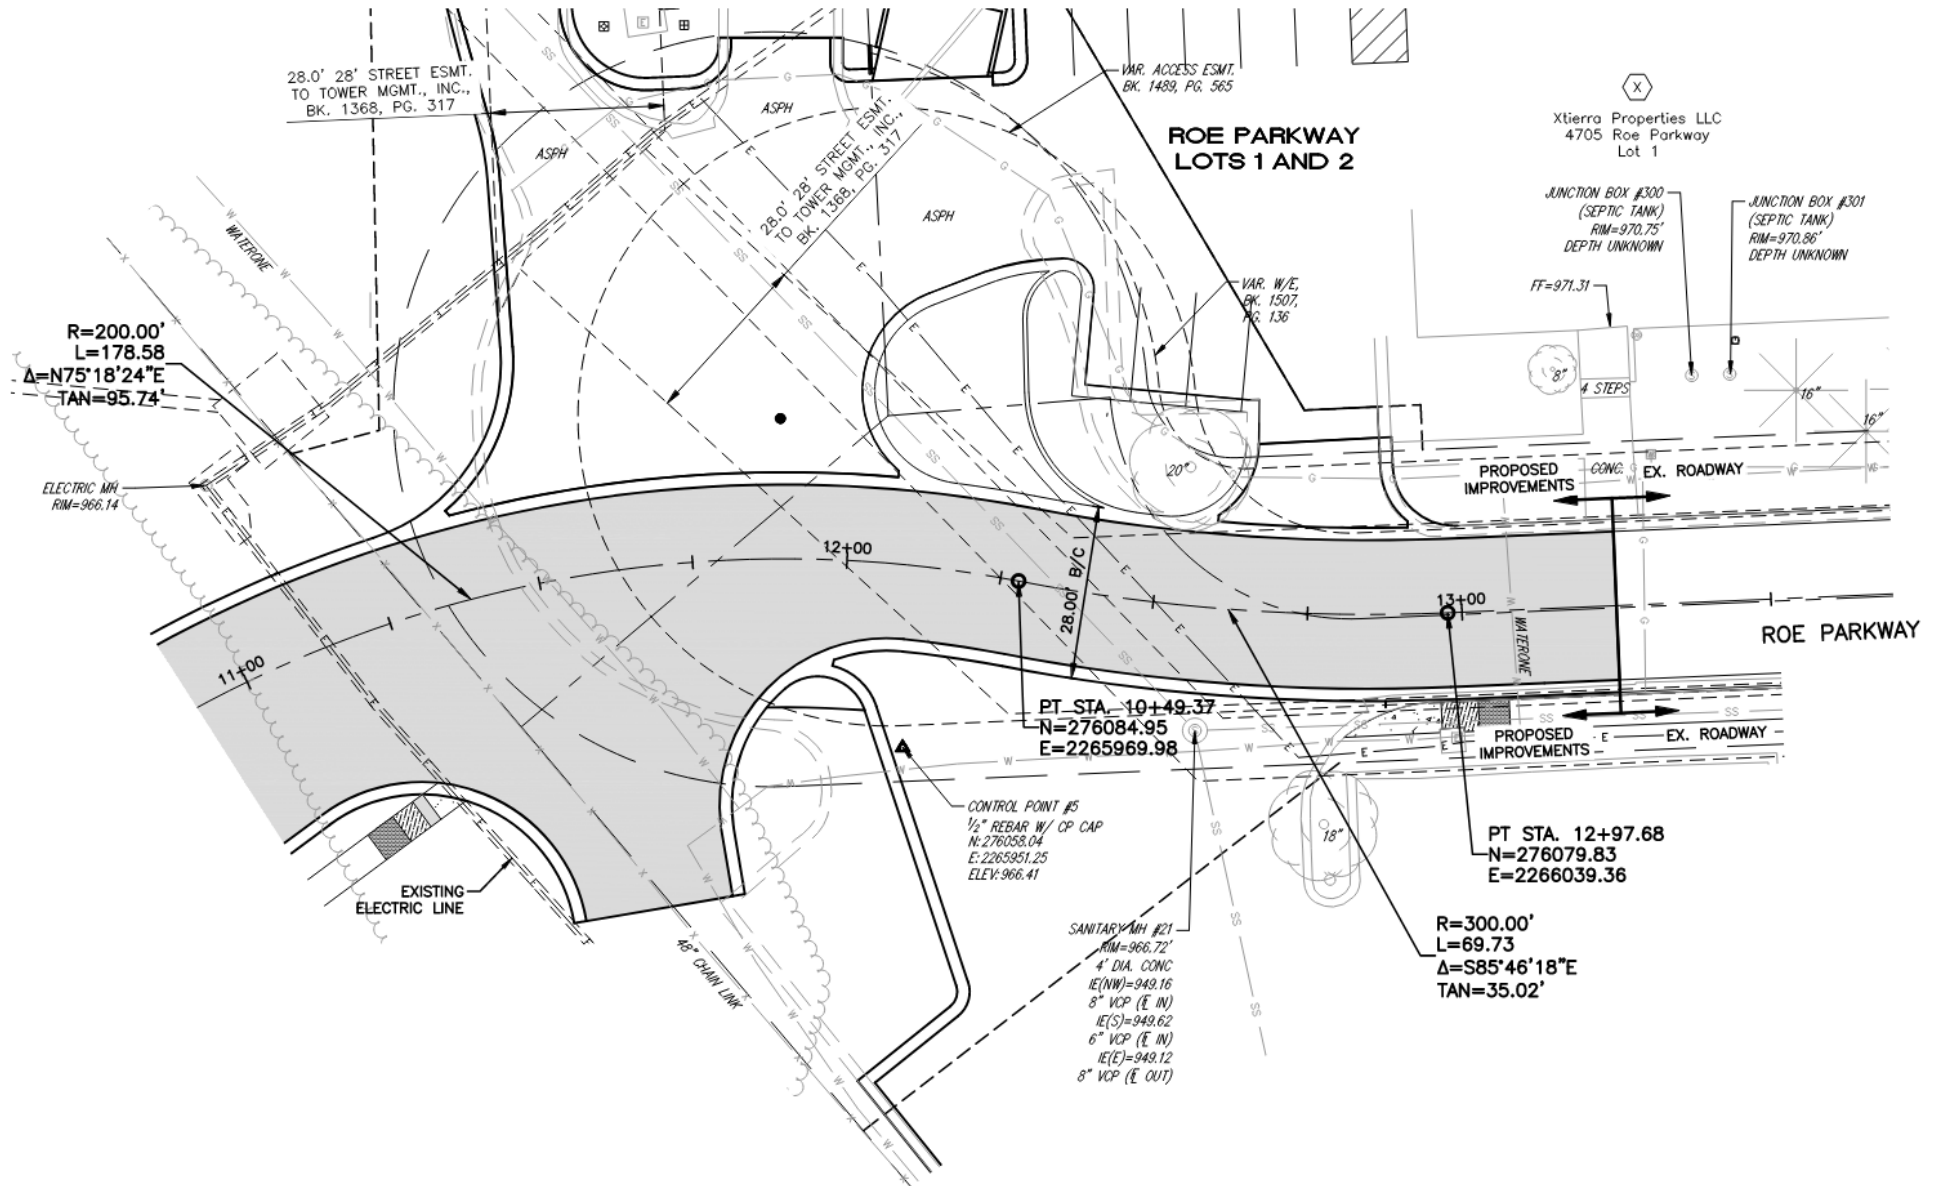 28.0' 28' STREET ESMT.
TO TOWER MGMT., INC.,
BK. 1368, PG. 317
ASPH
ASPH
ASPH
28.0' 28' STREET ESMT.
TO TOWER MGMT., INC.,
BK. 1368, PG. 317
VAR. ACCESS ESMT.
BK. 1489, PG. 565
ROE PARKWAY
LOTS 1 AND 2
X
Xtierra Properties LLC
4705 Roe Parkway
Lot 1
JUNCTION BOX #300
(SEPTIC TANK)
RIM=970.75'
DEPTH UNKNOWN
JUNCTION BOX #301
(SEPTIC TANK)
RIM=970.86'
DEPTH UNKNOWN
FF=971.31
VAR. W/E,
BK. 1507,
PG. 136
WATERONE
R=200.00'
L=178.58
Δ=N75°18'24"E
TAN=95.74'
8"
4 STEPS
16"
16"
20"
ELECTRIC MH
RIM=966.14
PROPOSED
IMPROVEMENTS
CONC.
EX. ROADWAY
11+00
12+00
28.00' B/C
13+00
WATERONE
ROE PARKWAY
PT STA. 10+49.37
N=276084.95
E=2265969.98
PROPOSED
IMPROVEMENTS
EX. ROADWAY
CONTROL POINT #5
1/2" REBAR W/ CP CAP
N:276058.04
E:2265951.25
ELEV:966.41
18"
PT STA. 12+97.68
N=276079.83
E=2266039.36
EXISTING
ELECTRIC LINE
48" CHAIN LINK
SANITARY MH #21
RIM=966.72'
4' DIA. CONC
IE(NW)=949.16
8" VCP (℄ IN)
IE(S)=949.62
6" VCP (℄ IN)
IE(E)=949.12
8" VCP (℄ OUT)
R=300.00'
L=69.73
Δ=S85°46'18"E
TAN=35.02'